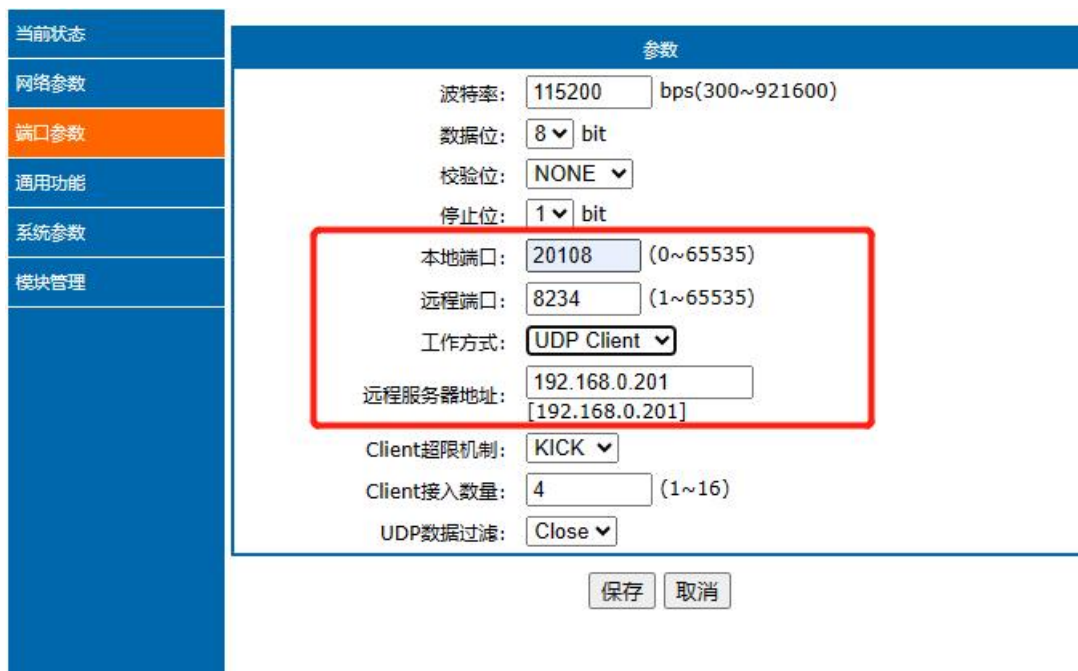 当前状态
网络参数
端口参数
通用功能
系统参数
模块管理
参数
波特率: 115200 bps(300~921600)
数据位: 8 bit
校验位: NONE
停止位: 1 bit
本地端口: 20108 (0~65535)
远程端口: 8234 (1~65535)
工作方式: UDP Client
远程服务器地址: 192.168.0.201
[192.168.0.201]
Client超限机制: KICK
Client接入数量: 4 (1~16)
UDP数据过滤: Close
保存 取消